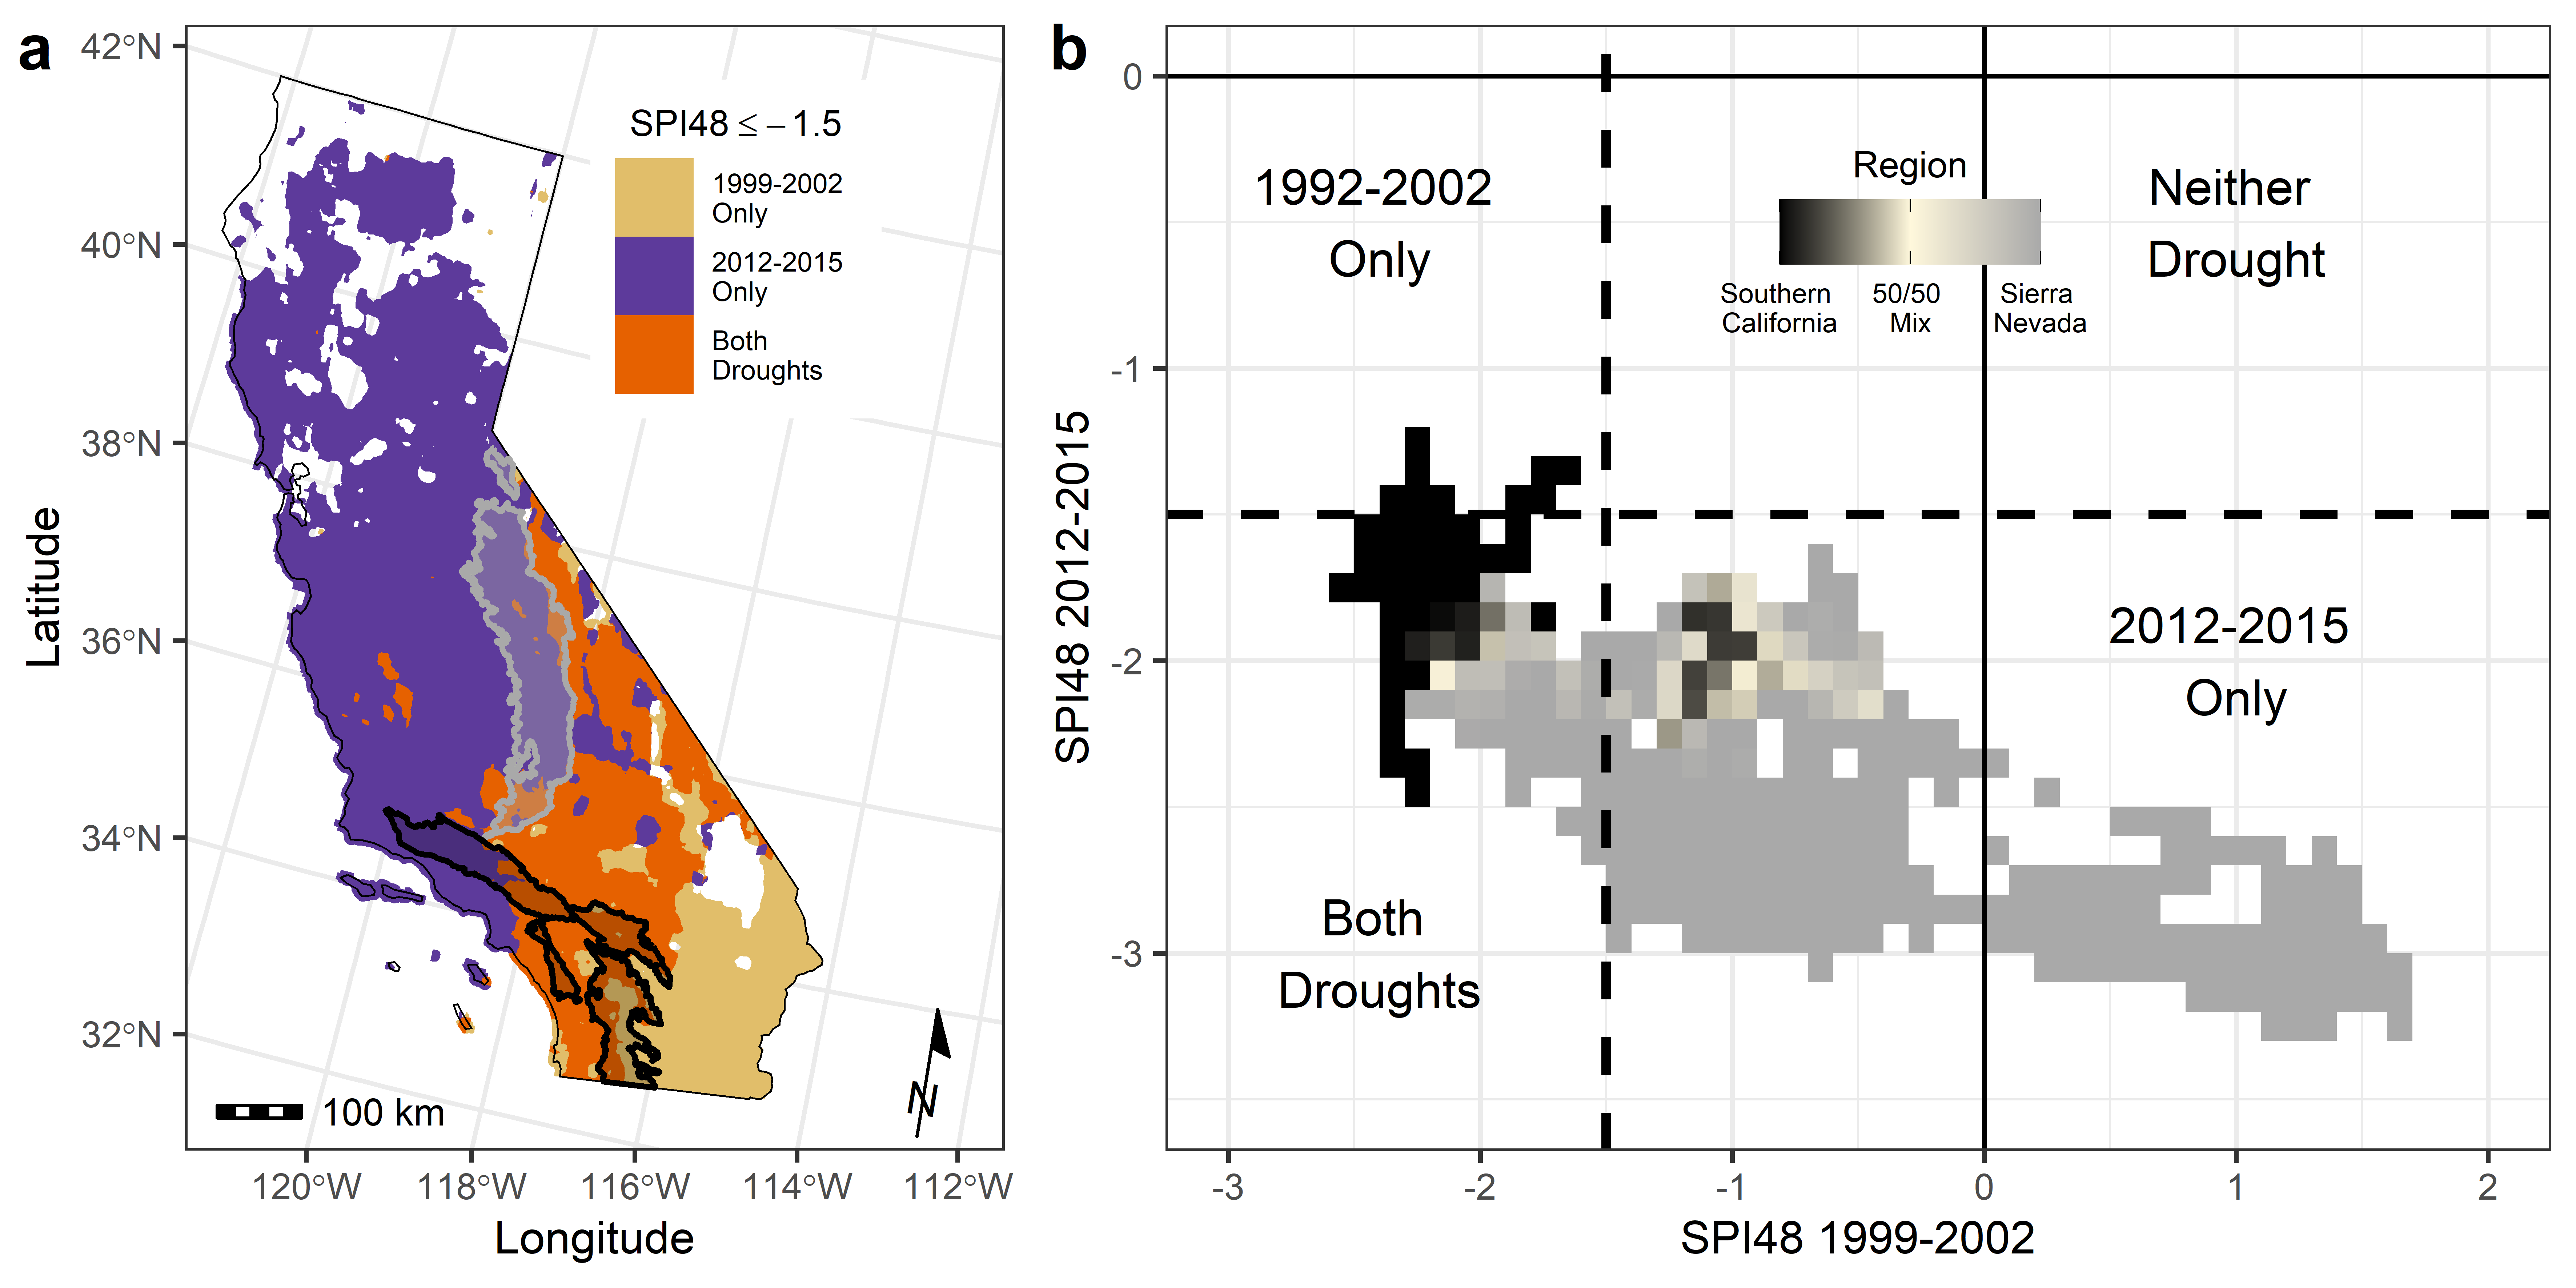 a
42°N
40°N
38°N
36°N
34°N
32°N
Latitude
SPI48 ≤ − 1.5
1999-2002
Only
2012-2015
Only
Both
Droughts
100 km
N
120°W
118°W
116°W
114°W
112°W
Longitude
b
0
-1
-2
-3
SPI48 2012-2015
1992-2002
Only
Region
Southern
California
50/50
Mix
Sierra
Nevada
Neither
Drought
2012-2015
Only
Both
Droughts
-3
-2
-1
0
1
2
SPI48 1999-2002